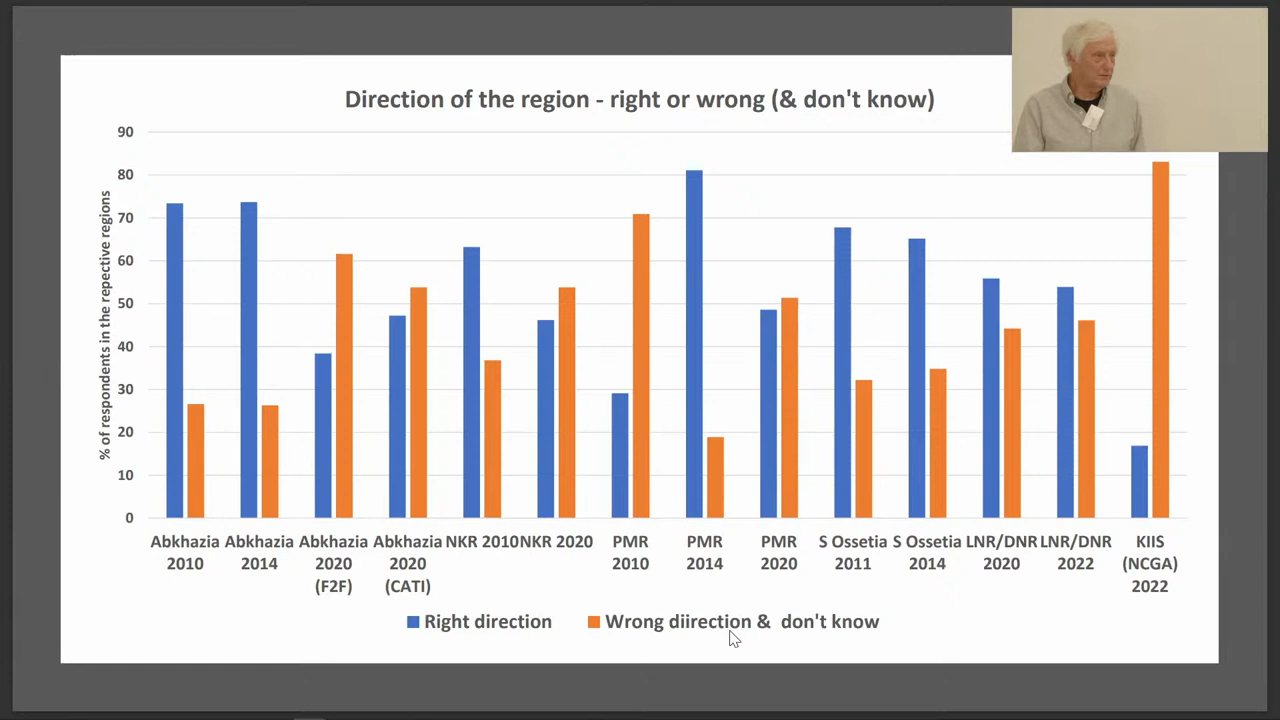 Direction of the region - right or wrong (& don't know)
% of respondents in the repective regions
90
80
70
60
50
40
30
20
10
0
Abkhazia 2010
Abkhazia 2014
Abkhazia 2020 (F2F)
Abkhazia 2020 (CATI)
NKR 2010
NKR 2020
PMR 2010
PMR 2014
PMR 2020
S Ossetia 2011
S Ossetia 2014
LNR/DNR 2020
LNR/DNR 2022
KIIS (NCGA) 2022
Right direction
Wrong diirection & don't know